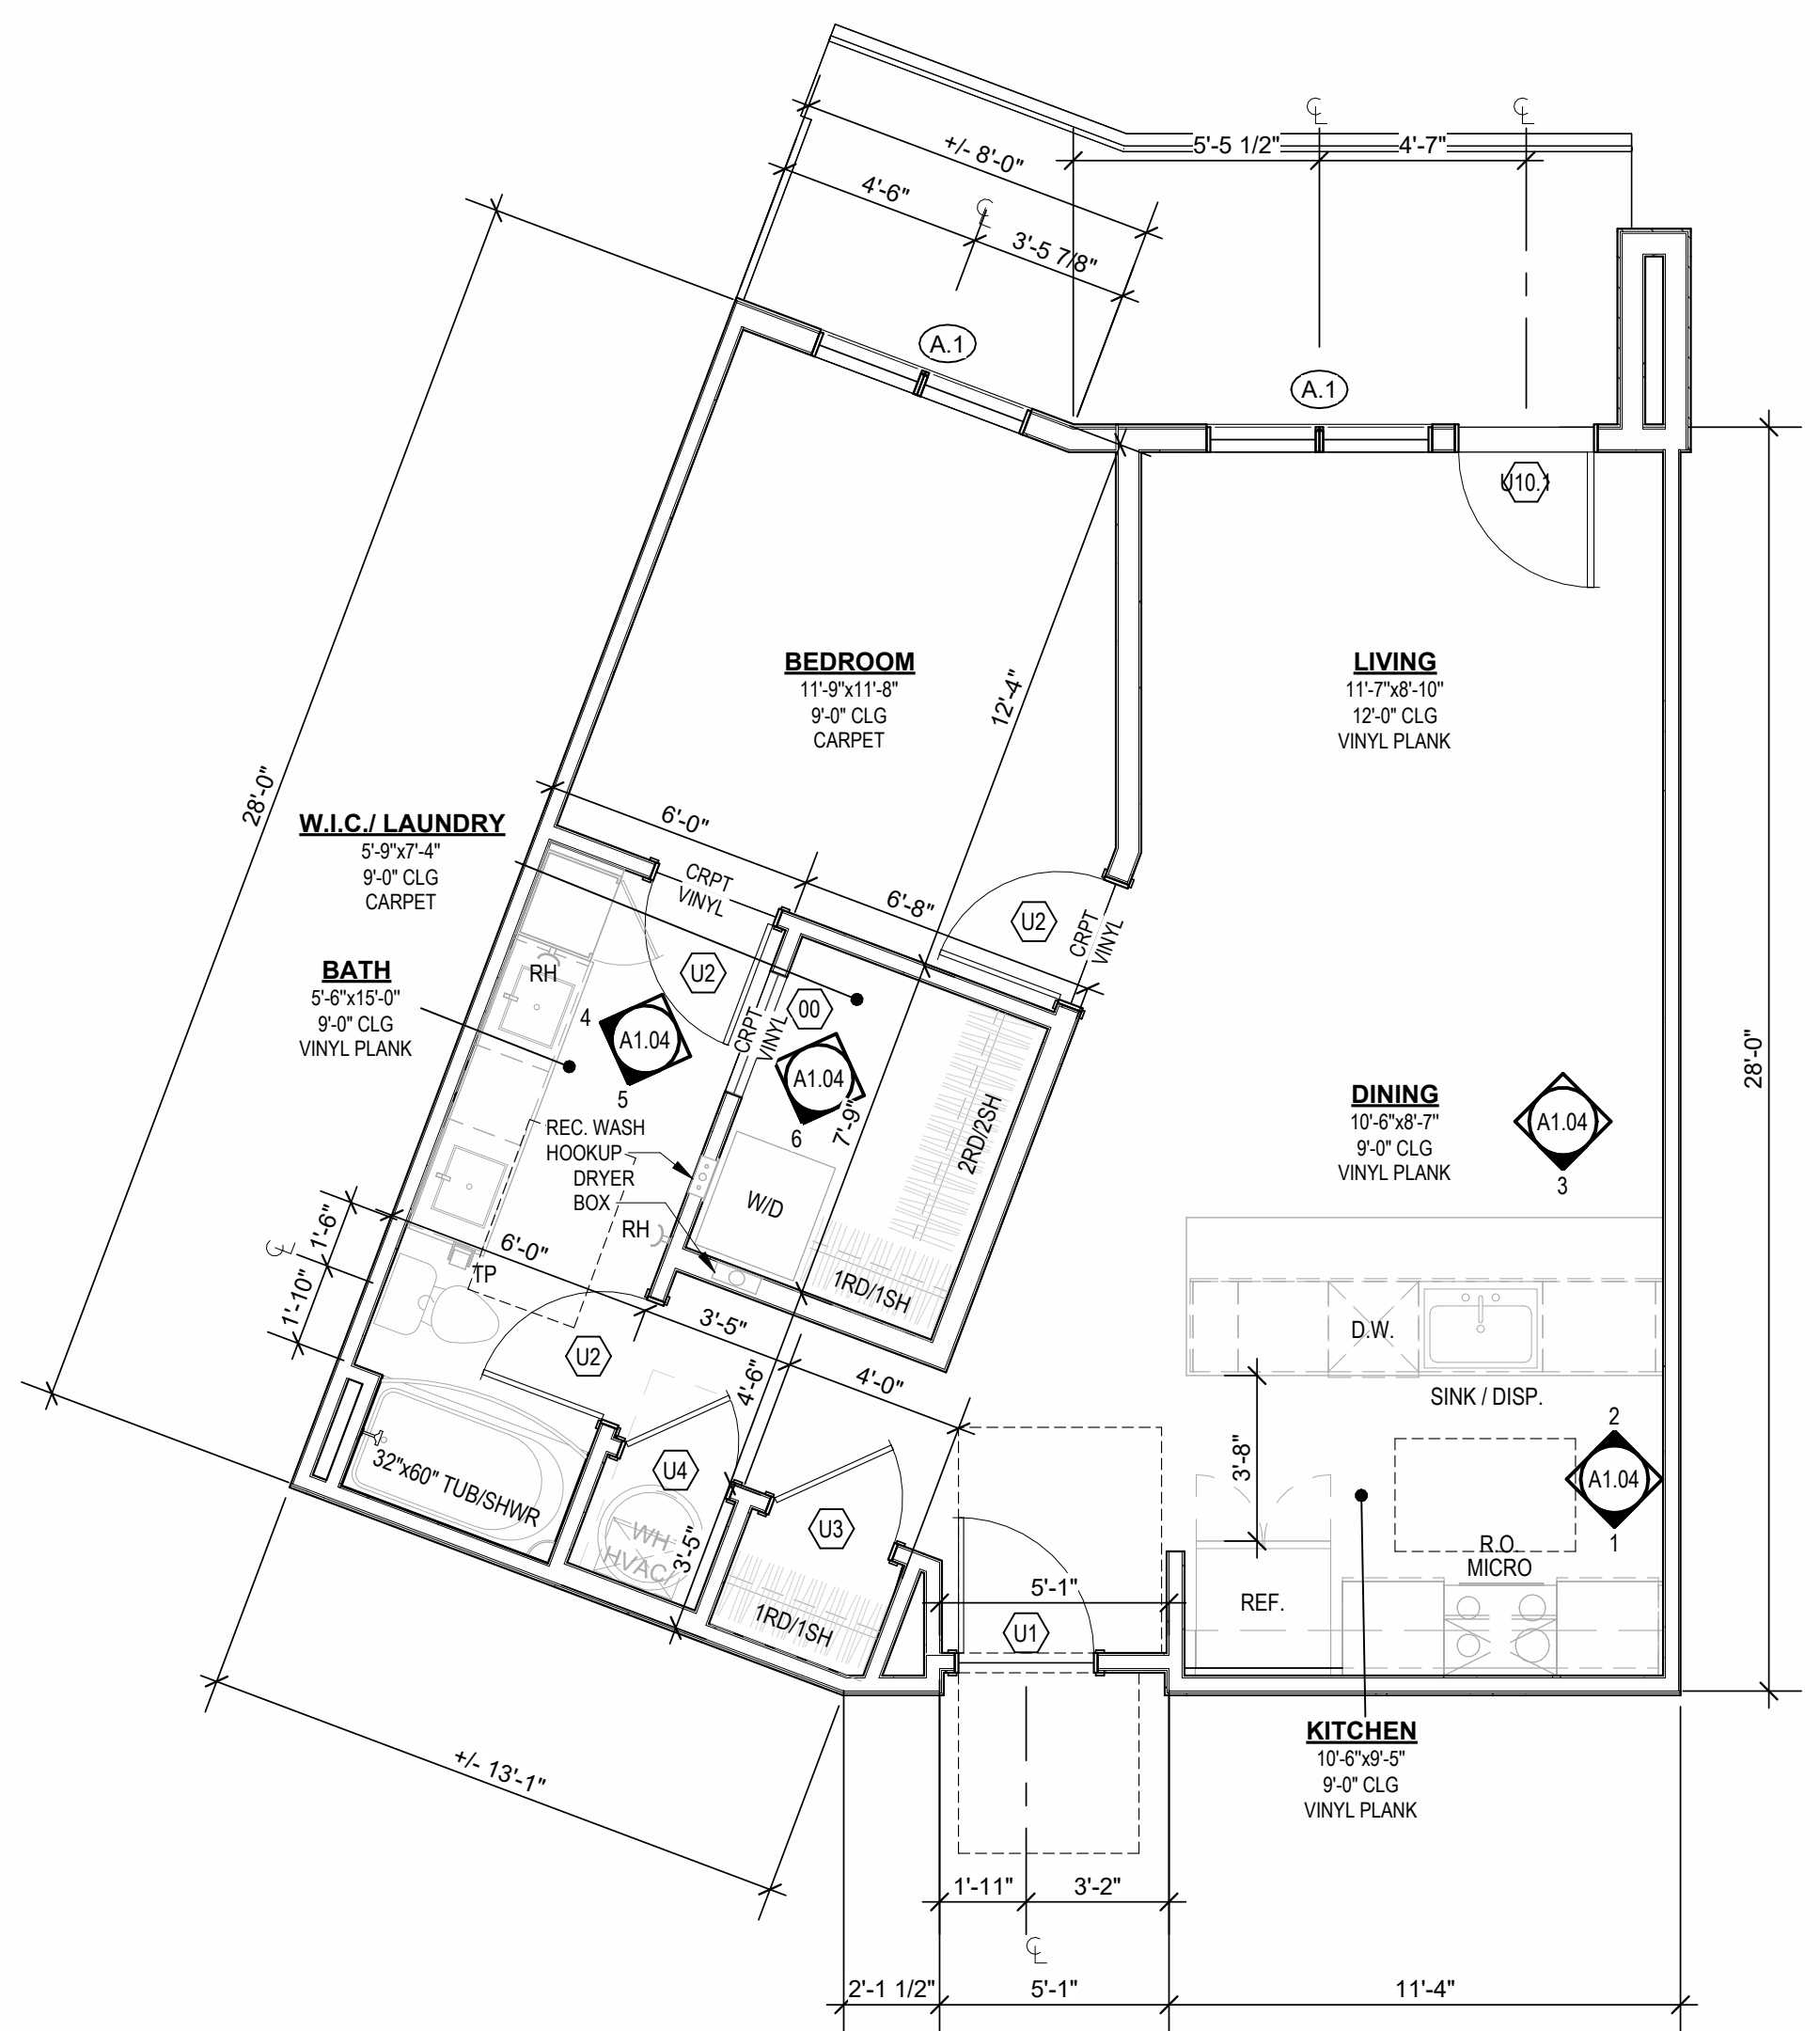 ℄
℄
5'-5 1/2"
4'-7"
+/- 8'-0"
4'-6"
℄
3'-5 7/8"
A.1
A.1
U10.1
BEDROOM
11'-9"x11'-8"
9'-0" CLG
CARPET
12'-4"
LIVING
11'-7"x8'-10"
12'-0" CLG
VINYL PLANK
28'-0"
W.I.C./ LAUNDRY
5'-9"x7'-4"
9'-0" CLG
CARPET
6'-0"
CRPT
VINYL
6'-8"
U2
CRPT
VINYL
BATH
5'-6"x15'-0"
9'-0" CLG
VINYL PLANK
RH
U2
00
4
A1.04
5
CRPT
VINYL
A1.04
6
7'-9"
2RD/2SH
DINING
10'-6"x8'-7"
9'-0" CLG
VINYL PLANK
A1.04
3
28'-0"
REC. WASH
HOOKUP
DRYER
BOX
W/D
RH
1'-6"
℄
1'-10"
6'-0"
TP
1RD/1SH
3'-5"
U2
4'-6"
4'-0"
D.W.
SINK / DISP.
3'-8"
2
A1.04
1
32"x60" TUB/SHWR
U4
WH
HVAC/
3'-5"
U3
1RD/1SH
R.O.
MICRO
REF.
5'-1"
U1
KITCHEN
10'-6"x9'-5"
9'-0" CLG
VINYL PLANK
+/- 13'-1"
1'-11"
3'-2"
℄
2'-1 1/2"
5'-1"
11'-4"